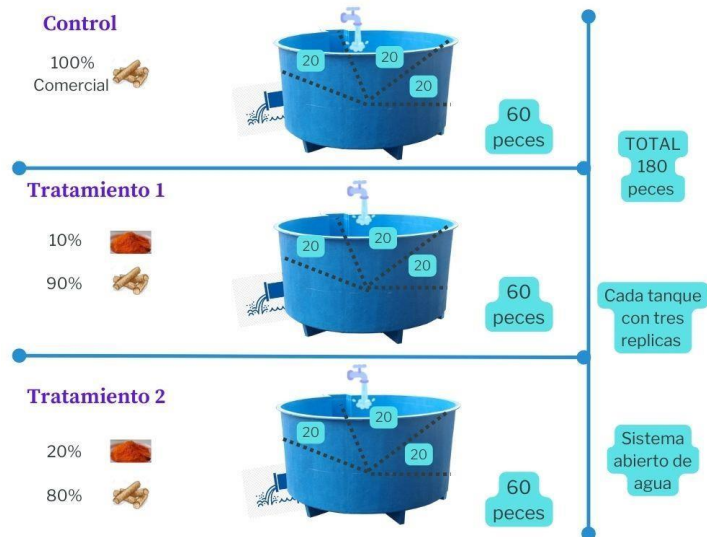 Control
100%
Comercial
20
20
20
60
peces
Tratamiento 1
10%
90%
20
20
20
60
peces
Tratamiento 2
20%
80%
20
20
20
60
peces
TOTAL
180
peces
Cada tanque
con tres
replicas
Sistema
abierto de
agua